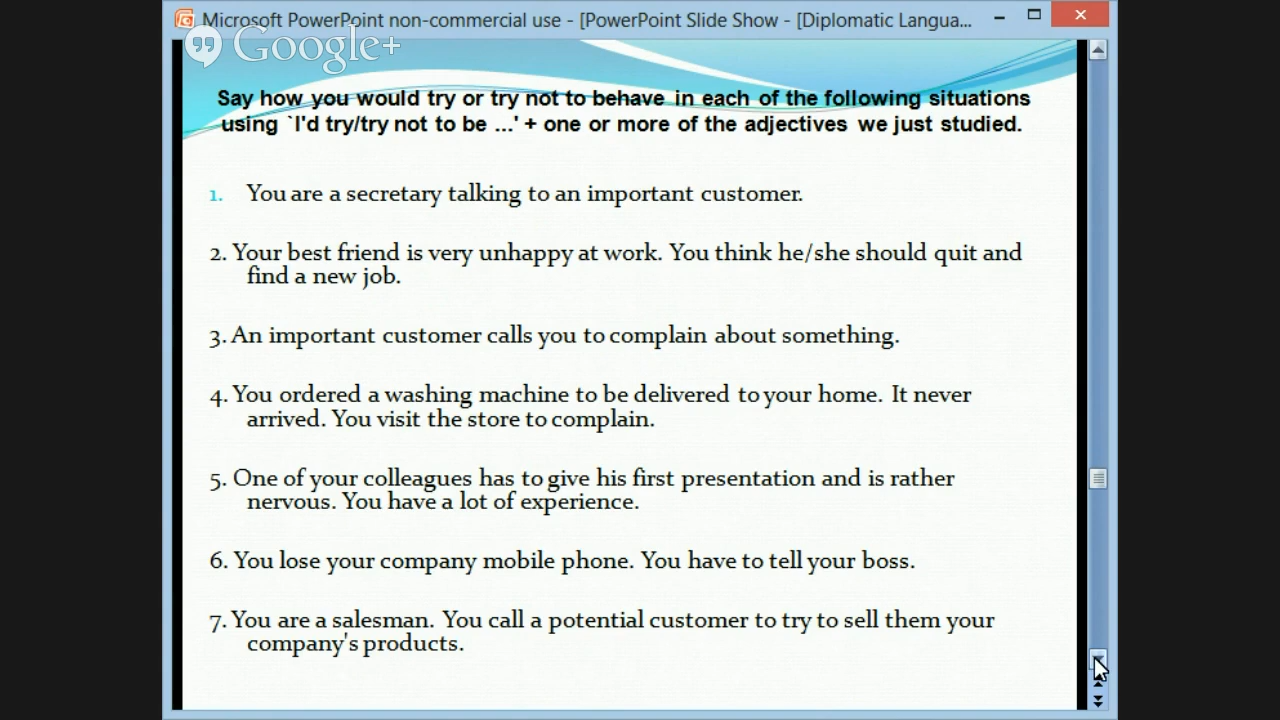 Microsoft PowerPoint non-commercial use - [PowerPoint Slide Show - [Diplomatic Langua...
Google+
Say how you would try or try not to behave in each of the following situations
using `I'd try/try not to be ...' + one or more of the adjectives we just studied.
1. You are a secretary talking to an important customer.
2. Your best friend is very unhappy at work. You think he/she should quit and
find a new job.
3. An important customer calls you to complain about something.
4. You ordered a washing machine to be delivered to your home. It never
arrived. You visit the store to complain.
5. One of your colleagues has to give his first presentation and is rather
nervous. You have a lot of experience.
6. You lose your company mobile phone. You have to tell your boss.
7. You are a salesman. You call a potential customer to try to sell them your
company's products.